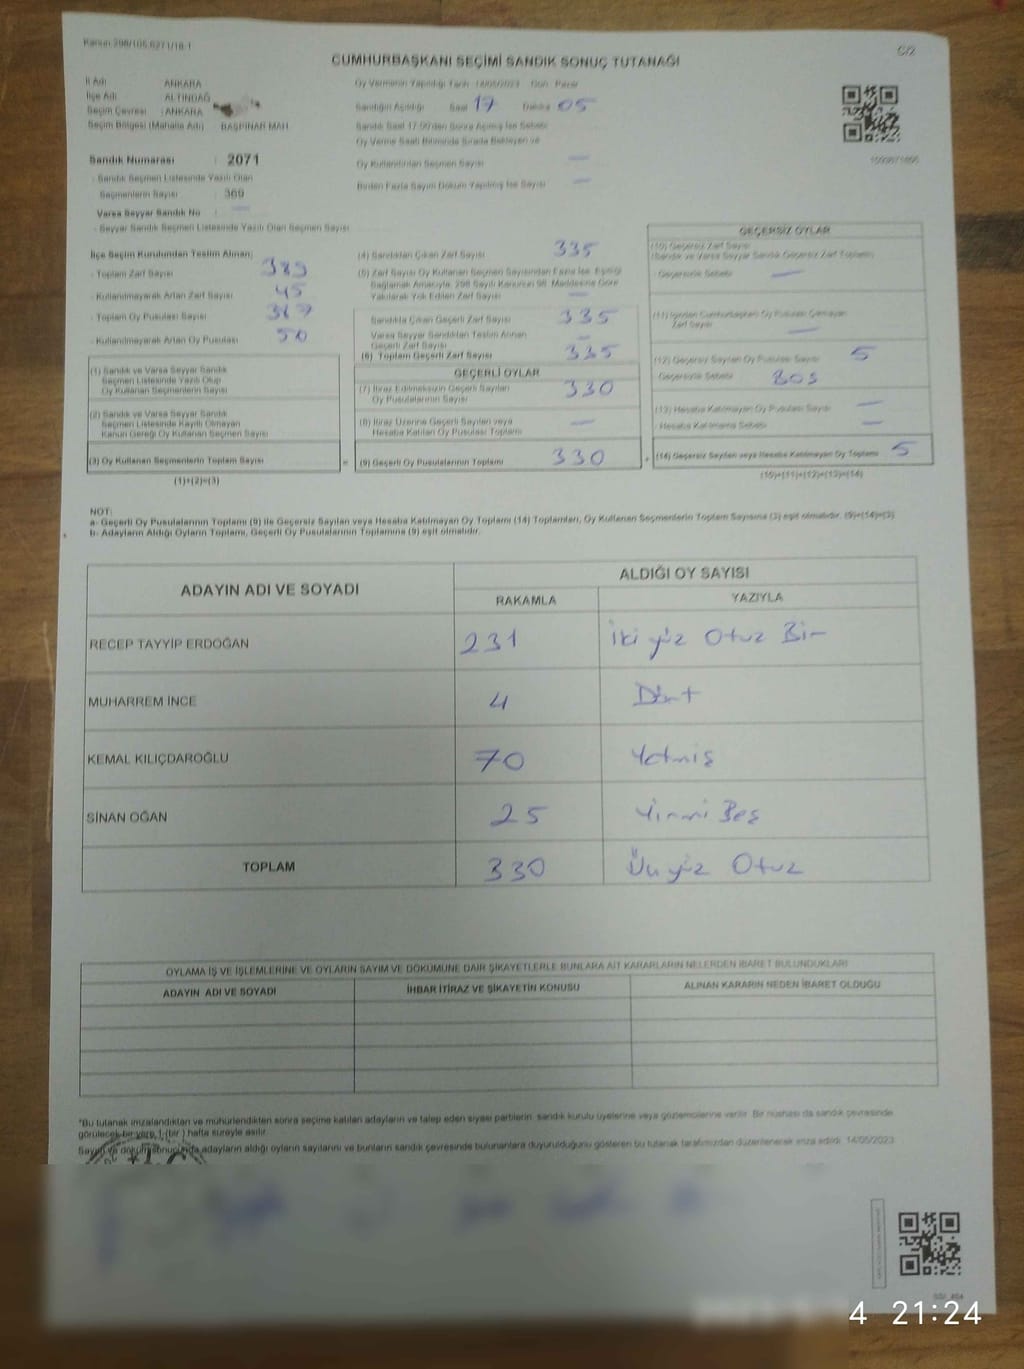 Kanun:298/105,6271/18-1
C/2
CUMHURBAŞKANI SEÇİMİ SANDIK SONUÇ TUTANAĞI
İl Adı : ANKARA
İlçe Adı : ALTINDAĞ
Seçim Çevresi : ANKARA
Seçim Bölgesi (Mahalle Adı) BAŞPINAR MAH.
Sandık Numarası : 2071
- Sandık Seçmen Listesinde Yazılı Olan
Seçmenlerin Sayısı : 369
Varsa Seyyar Sandık No : —
- Seyyar Sandık Seçmen Listesinde Yazılı Olan Seçmen Sayısı
Oy Vermenin Yapıldığı Tarih 14/05/2023 Gün Pazar
Sandığın Açıldığı Saat 17 Dakika 05
Sandık Saat 17:00'den Sonra Açılmış İse Sebebi
Oy Verme Saati Bitiminde Sırada Bekleyen ve
Oy Kullandırılan Seçmen Sayısı —
Birden Fazla Sayım Döküm Yapılmış İse Sayısı —
İlçe Seçim Kurulundan Teslim Alınan;
- Toplam Zarf Sayısı
- Kullanılmayarak Artan Zarf Sayısı 45
- Toplam Oy Pusulası Sayısı
- Kullanılmayarak Artan Oy Pusulası 50
(1) Sandık ve Varsa Seyyar Sandık
Seçmen Listesinde Yazılı Olup
Oy Kullanan Seçmenlerin Sayısı
(2) Sandık ve Varsa Seyyar Sandık
Seçmen Listesinde Kayıtlı Olmayan
Kanun Gereği Oy Kullanan Seçmen Sayısı
(3) Oy Kullanan Seçmenlerin Toplam Sayısı
(1)+(2)=(3)
(4) Sandıktan Çıkan Zarf Sayısı 335
(5) Zarf Sayısı Oy Kullanan Seçmen Sayısından Fazla İse, Eşitliği
Sağlamak Amacıyla, 298 Sayılı Kanunun 98. Maddesine Göre
Yakılarak Yok Edilen Zarf Sayısı —
Sandıkta Çıkan Geçerli Zarf Sayısı 335
Varsa Seyyar Sandıktan Teslim Alınan
Geçerli Zarf Sayısı —
(6) Toplam Geçerli Zarf Sayısı 335
GEÇERLİ OYLAR
(7) İtiraz Edilmeksizin Geçerli Sayılan
Oy Pusulalarının Sayısı 330
(8) İtiraz Üzerine Geçerli Sayılan veya
Hesaba Katılan Oy Pusulası Toplamı —
= (9) Geçerli Oy Pusulalarının Toplamı 330 +
GEÇERSİZ OYLAR
(10) Geçersiz Zarf Sayısı
(Sandık ve Varsa Seyyar Sandık Geçersiz Zarf Toplamı)
- Geçersizlik Sebebi —
(11) İçinden Cumhurbaşkanı Oy Pusulası Çıkmayan
Zarf Sayısı —
(12) Geçersiz Sayılan Oy Pusulası Sayısı 5
- Geçersizlik Sebebi BOŞ
(13) Hesaba Katılmayan Oy Pusulası Sayısı —
- Hesaba Katılmama Sebebi —
(14) Geçersiz Sayılan veya Hesaba Katılmayan Oy Toplamı 5
(10)+(11)+(12)+(13)=(14)
NOT:
a- Geçerli Oy Pusulalarının Toplamı (9) ile Geçersiz Sayılan veya Hesaba Katılmayan Oy Toplamı (14) Toplamları, Oy Kullanan Seçmenlerin Toplam Sayısına (3) eşit olmalıdır. (9)+(14)=(3)
b- Adayların Aldığı Oyların Toplamı, Geçerli Oy Pusulalarının Toplamına (9) eşit olmalıdır.
ADAYIN ADI VE SOYADI
ALDIĞI OY SAYISI
RAKAMLA YAZIYLA
RECEP TAYYİP ERDOĞAN 231 İki yüz Otuz Bir
MUHARREM İNCE 4 Dört
KEMAL KILIÇDAROĞLU 70 Yetmiş
SİNAN OĞAN 25 Yirmi Beş
TOPLAM 330 Üç yüz Otuz
OYLAMA İŞ VE İŞLEMLERİNE VE OYLARIN SAYIM VE DÖKÜMÜNE DAİR ŞİKAYETLERLE BUNLARA AİT KARARLARIN NELERDEN İBARET BULUNDUKLARI
ADAYIN ADI VE SOYADI İHBAR İTİRAZ VE ŞİKAYETİN KONUSU ALINAN KARARIN NEDEN İBARET OLDUĞU
*Bu tutanak imzalandıktan ve mühürlendikten sonra seçime katılan adayların ve talep eden siyasi partilerin sandık kurulu üyelerine veya gözlemcilerine verilir. Bir nüshası da sandık çevresinde
görülecek bir yere 1 (bir) hafta süreyle asılır.
Sayım ve döküm sonucunda adayların aldığı oyların sayılarını ve bunların sandık çevresinde bulunanlara duyurulduğunu gösteren bu tutanak tarafımızdan düzenlenerek imza edildi. 14/05/2023
4 21:24